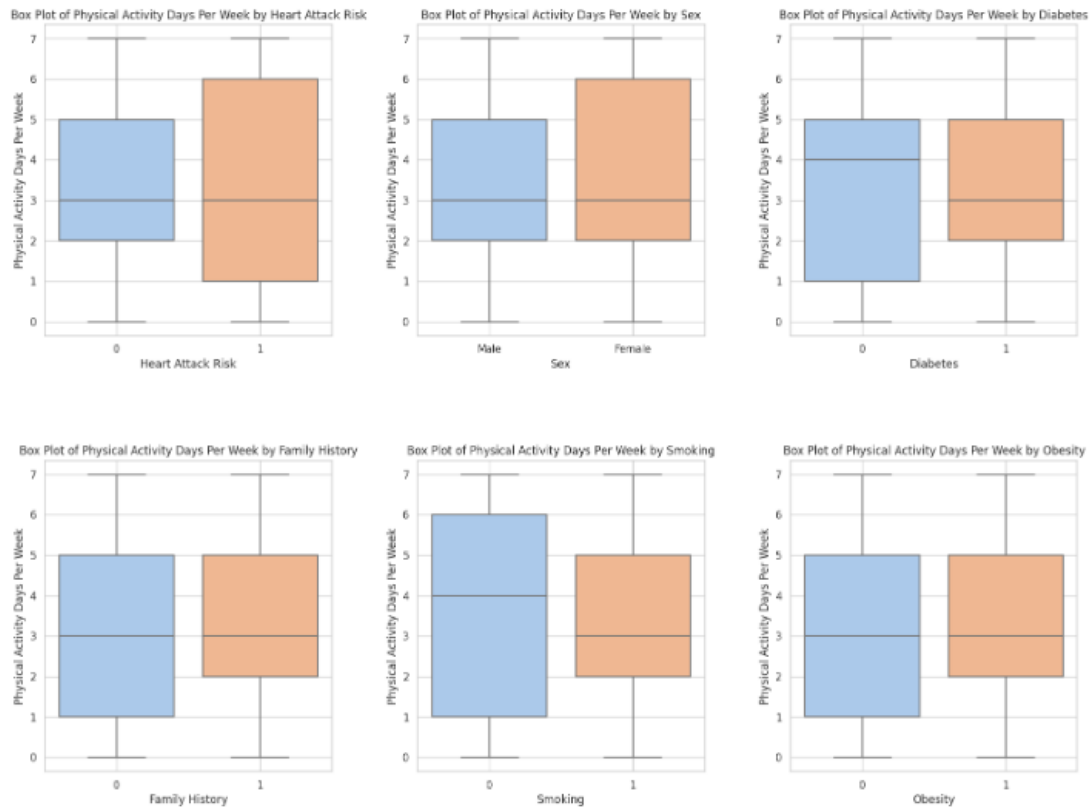 Box Plot of Physical Activity Days Per Week by Heart Attack Risk
Physical Activity Days Per Week
7
6
5
4
3
2
1
0
0 1
Heart Attack Risk
Box Plot of Physical Activity Days Per Week by Sex
Physical Activity Days Per Week
7
6
5
4
3
2
1
0
Male Female
Sex
Box Plot of Physical Activity Days Per Week by Diabetes
Physical Activity Days Per Week
7
6
5
4
3
2
1
0
0 1
Diabetes
Box Plot of Physical Activity Days Per Week by Family History
Physical Activity Days Per Week
7
6
5
4
3
2
1
0
0 1
Family History
Box Plot of Physical Activity Days Per Week by Smoking
Physical Activity Days Per Week
7
6
5
4
3
2
1
0
0 1
Smoking
Box Plot of Physical Activity Days Per Week by Obesity
Physical Activity Days Per Week
7
6
5
4
3
2
1
0
0 1
Obesity